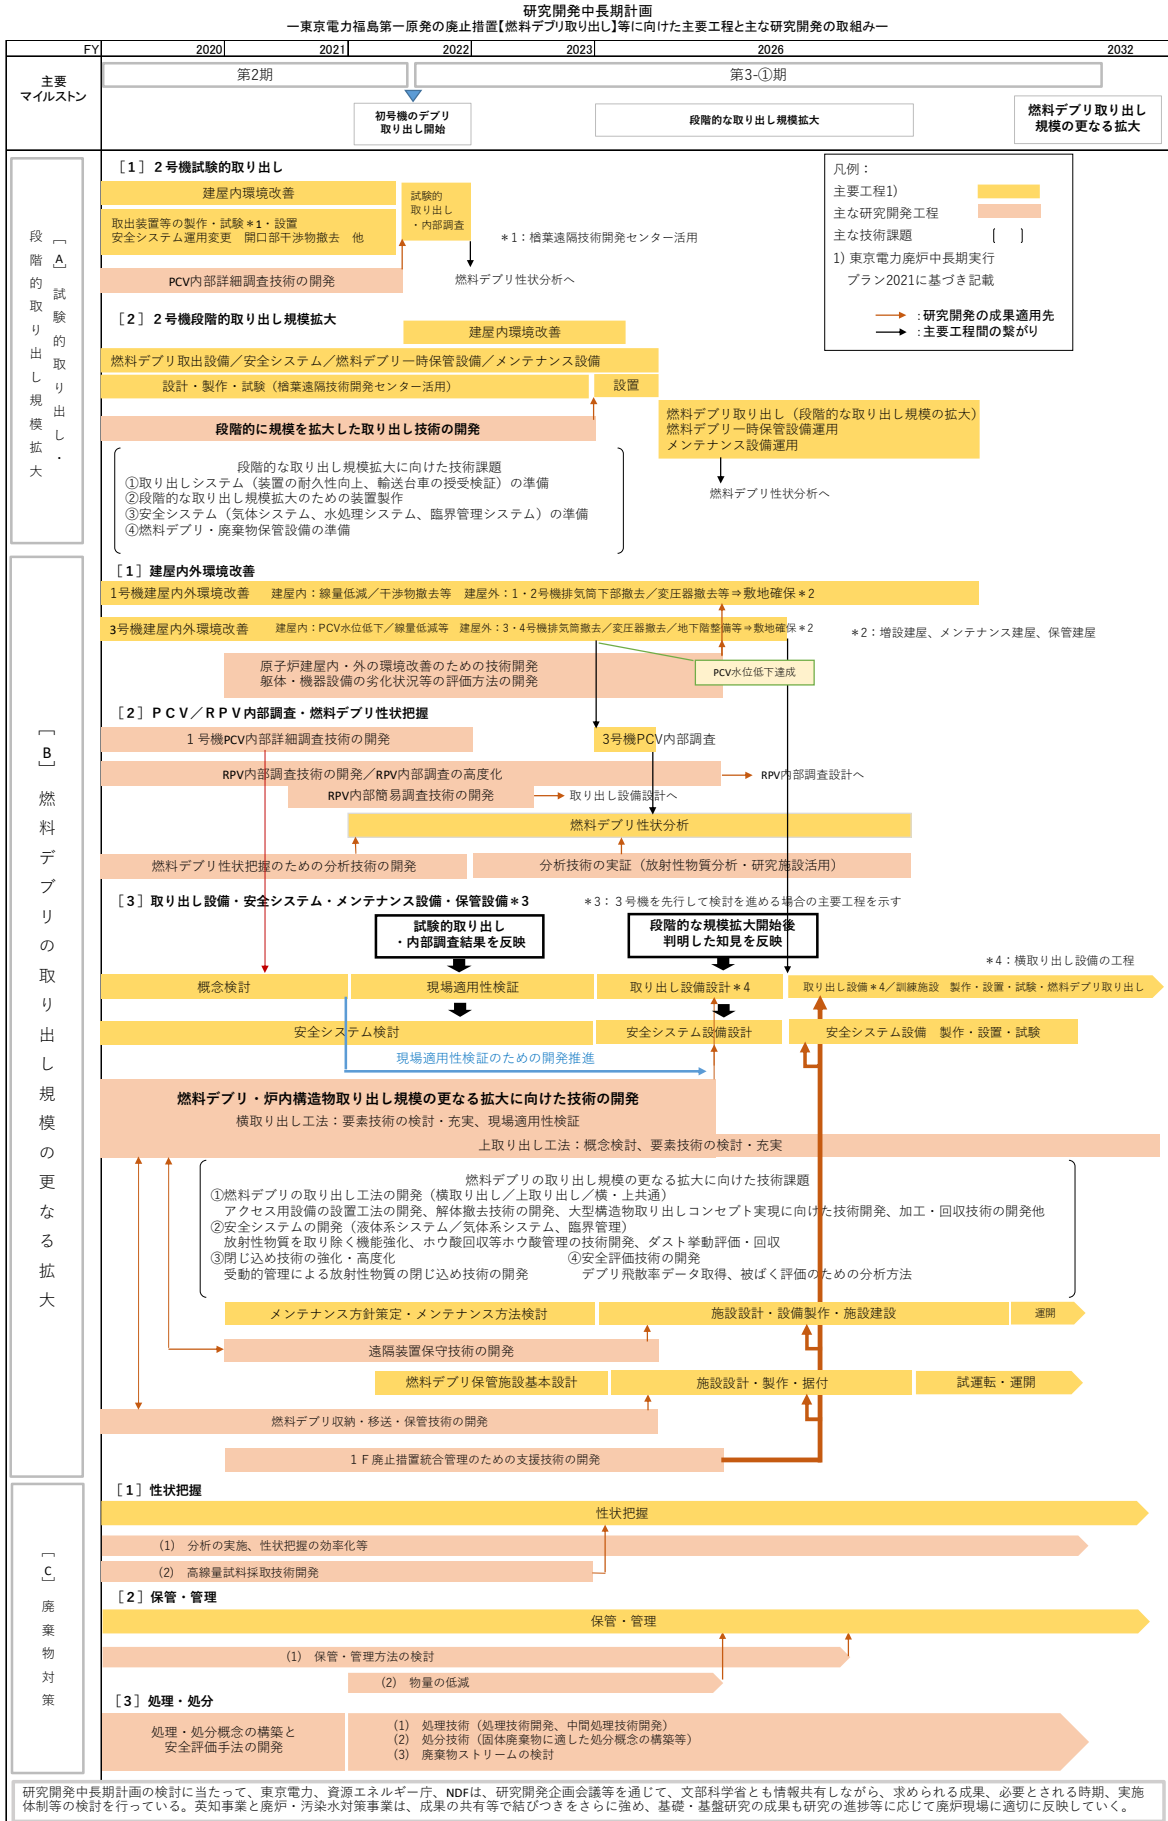 研究開発中長期計画
ー東京電力福島第一原発の廃止措置【燃料デブリ取り出し】等に向けた主要工程と主な研究開発の取組みー
FY 2020 2021 2022 2023 2026 2032
主要
マイルストン
第2期
第3-①期
初号機のデブリ
取り出し開始
段階的な取り出し規模拡大
燃料デブリ取り出し
規模の更なる拡大
［A］試験的取り出し・
段階的取り出し規模拡大
［1］２号機試験的取り出し
建屋内環境改善
取出装置等の製作・試験＊1・設置
安全システム運用変更　開口部干渉物撤去　他
試験的
取り出し
・内部調査
＊1：楢葉遠隔技術開発センター活用
PCV内部詳細調査技術の開発
燃料デブリ性状分析へ
凡例：
主要工程1)
主な研究開発工程
主な技術課題 〔　〕
1) 東京電力廃炉中長期実行
プラン2021に基づき記載
：研究開発の成果適用先
：主要工程間の繋がり
［2］２号機段階的取り出し規模拡大
建屋内環境改善
燃料デブリ取出設備／安全システム／燃料デブリ一時保管設備／メンテナンス設備
設計・製作・試験（楢葉遠隔技術開発センター活用）
設置
段階的に規模を拡大した取り出し技術の開発
燃料デブリ取り出し（段階的な取り出し規模の拡大）
燃料デブリ一時保管設備運用
メンテナンス設備運用
燃料デブリ性状分析へ
段階的な取り出し規模拡大に向けた技術課題
①取り出しシステム（装置の耐久性向上、輸送台車の授受検証）の準備
②段階的な取り出し規模拡大のための装置製作
③安全システム（気体システム、水処理システム、臨界管理システム）の準備
④燃料デブリ・廃棄物保管設備の準備
［B］燃料デブリの取り出し規模の更なる拡大
［1］建屋内外環境改善
1号機建屋内外環境改善　建屋内：線量低減／干渉物撤去等　建屋外：1・2号機排気筒下部撤去／変圧器撤去等⇒敷地確保＊2
3号機建屋内外環境改善　建屋内：PCV水位低下／線量低減等　建屋外：3・4号機排気筒撤去／変圧器撤去／地下階整備等⇒敷地確保＊2
＊2：増設建屋、メンテナンス建屋、保管建屋
原子炉建屋内・外の環境改善のための技術開発
躯体・機器設備の劣化状況等の評価方法の開発
PCV水位低下達成
［2］ＰＣＶ／ＲＰＶ内部調査・燃料デブリ性状把握
１号機PCV内部詳細調査技術の開発
3号機PCV内部調査
RPV内部調査技術の開発／RPV内部調査の高度化
RPV内部調査設計へ
RPV内部簡易調査技術の開発
取り出し設備設計へ
燃料デブリ性状分析
燃料デブリ性状把握のための分析技術の開発
分析技術の実証（放射性物質分析・研究施設活用）
［3］取り出し設備・安全システム・メンテナンス設備・保管設備＊3
＊3：３号機を先行して検討を進める場合の主要工程を示す
試験的取り出し
・内部調査結果を反映
段階的な規模拡大開始後
判明した知見を反映
＊4：横取り出し設備の工程
概念検討
現場適用性検証
取り出し設備設計＊4
取り出し設備＊4／訓練施設　製作・設置・試験・燃料デブリ取り出し
安全システム検討
安全システム設備設計
安全システム設備　製作・設置・試験
現場適用性検証のための開発推進
燃料デブリ・炉内構造物取り出し規模の更なる拡大に向けた技術の開発
横取り出し工法：要素技術の検討・充実、現場適用性検証
上取り出し工法：概念検討、要素技術の検討・充実
燃料デブリの取り出し規模の更なる拡大に向けた技術課題
①燃料デブリの取り出し工法の開発（横取り出し／上取り出し／横・上共通）
アクセス用設備の設置工法の開発、解体撤去技術の開発、大型構造物取り出しコンセプト実現に向けた技術開発、加工・回収技術の開発他
②安全システムの開発（液体系システム／気体系システム、臨界管理）
放射性物質を取り除く機能強化、ホウ酸回収等ホウ酸管理の技術開発、ダスト挙動評価・回収
③閉じ込め技術の強化・高度化　④安全評価技術の開発
受動的管理による放射性物質の閉じ込め技術の開発　デブリ飛散率データ取得、被ばく評価のための分析方法
メンテナンス方針策定・メンテナンス方法検討
施設設計・設備製作・施設建設
運開
遠隔装置保守技術の開発
燃料デブリ保管施設基本設計
施設設計・製作・据付
試運転・運開
燃料デブリ収納・移送・保管技術の開発
１Ｆ廃止措置統合管理のための支援技術の開発
［C］廃棄物対策
［1］性状把握
性状把握
(1)　分析の実施、性状把握の効率化等
(2)　高線量試料採取技術開発
［2］保管・管理
保管・管理
(1)　保管・管理方法の検討
(2)　物量の低減
［3］処理・処分
処理・処分概念の構築と
安全評価手法の開発
(1)　処理技術（処理技術開発、中間処理技術開発）
(2)　処分技術（固体廃棄物に適した処分概念の構築等）
(3)　廃棄物ストリームの検討
研究開発中長期計画の検討に当たって、東京電力、資源エネルギー庁、NDFは、研究開発企画会議等を通じて、文部科学省とも情報共有しながら、求められる成果、必要とされる時期、実施
体制等の検討を行っている。英知事業と廃炉・汚染水対策事業は、成果の共有等で結びつきをさらに強め、基礎・基盤研究の成果も研究の進捗等に応じて廃炉現場に適切に反映していく。